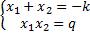 x₁ + x₂ = −k
x₁x₂ = q